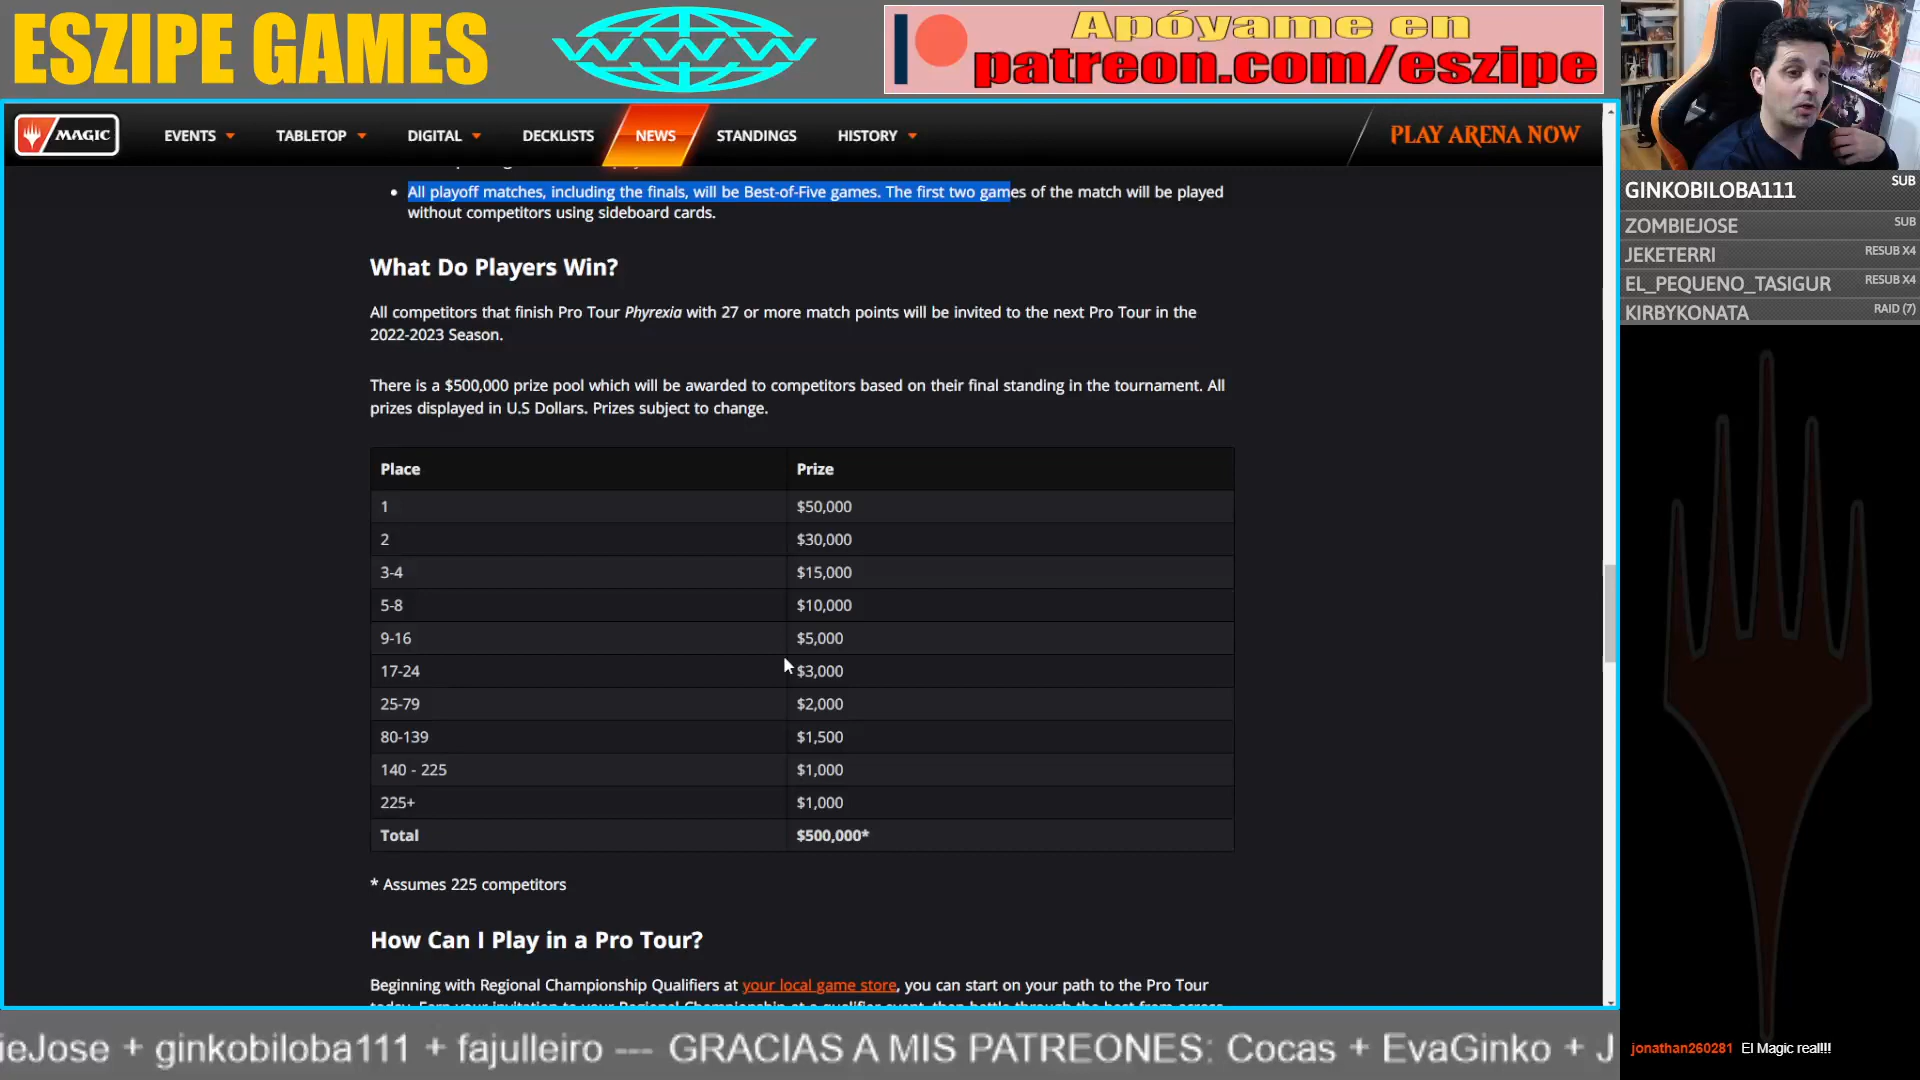 ESZIPE GAMES
WWW
Apóyame en
patreon.com/eszipe
MAGIC
EVENTS
TABLETOP
DIGITAL
DECKLISTS
NEWS
STANDINGS
HISTORY
PLAY ARENA NOW
GINKOBILOBA111 SUB
ZOMBIEJOSE SUB
JEKETERRI RESUB X4
EL_PEQUENO_TASIGUR RESUB X4
KIRBYKONATA RAID (7)
• All playoff matches, including the finals, will be Best-of-Five games. The first two games of the match will be played
without competitors using sideboard cards.
What Do Players Win?
All competitors that finish Pro Tour Phyrexia with 27 or more match points will be invited to the next Pro Tour in the
2022-2023 Season.
There is a $500,000 prize pool which will be awarded to competitors based on their final standing in the tournament. All
prizes displayed in U.S Dollars. Prizes subject to change.
Place Prize
1 $50,000
2 $30,000
3-4 $15,000
5-8 $10,000
9-16 $5,000
17-24 $3,000
25-79 $2,000
80-139 $1,500
140 - 225 $1,000
225+ $1,000
Total $500,000*
* Assumes 225 competitors
How Can I Play in a Pro Tour?
Beginning with Regional Championship Qualifiers at your local game store, you can start on your path to the Pro Tour
ieJose + ginkobiloba111 + fajulleiro --- GRACIAS A MIS PATREONES: Cocas + EvaGinko + J
jonathan260281 El Magic real!!!